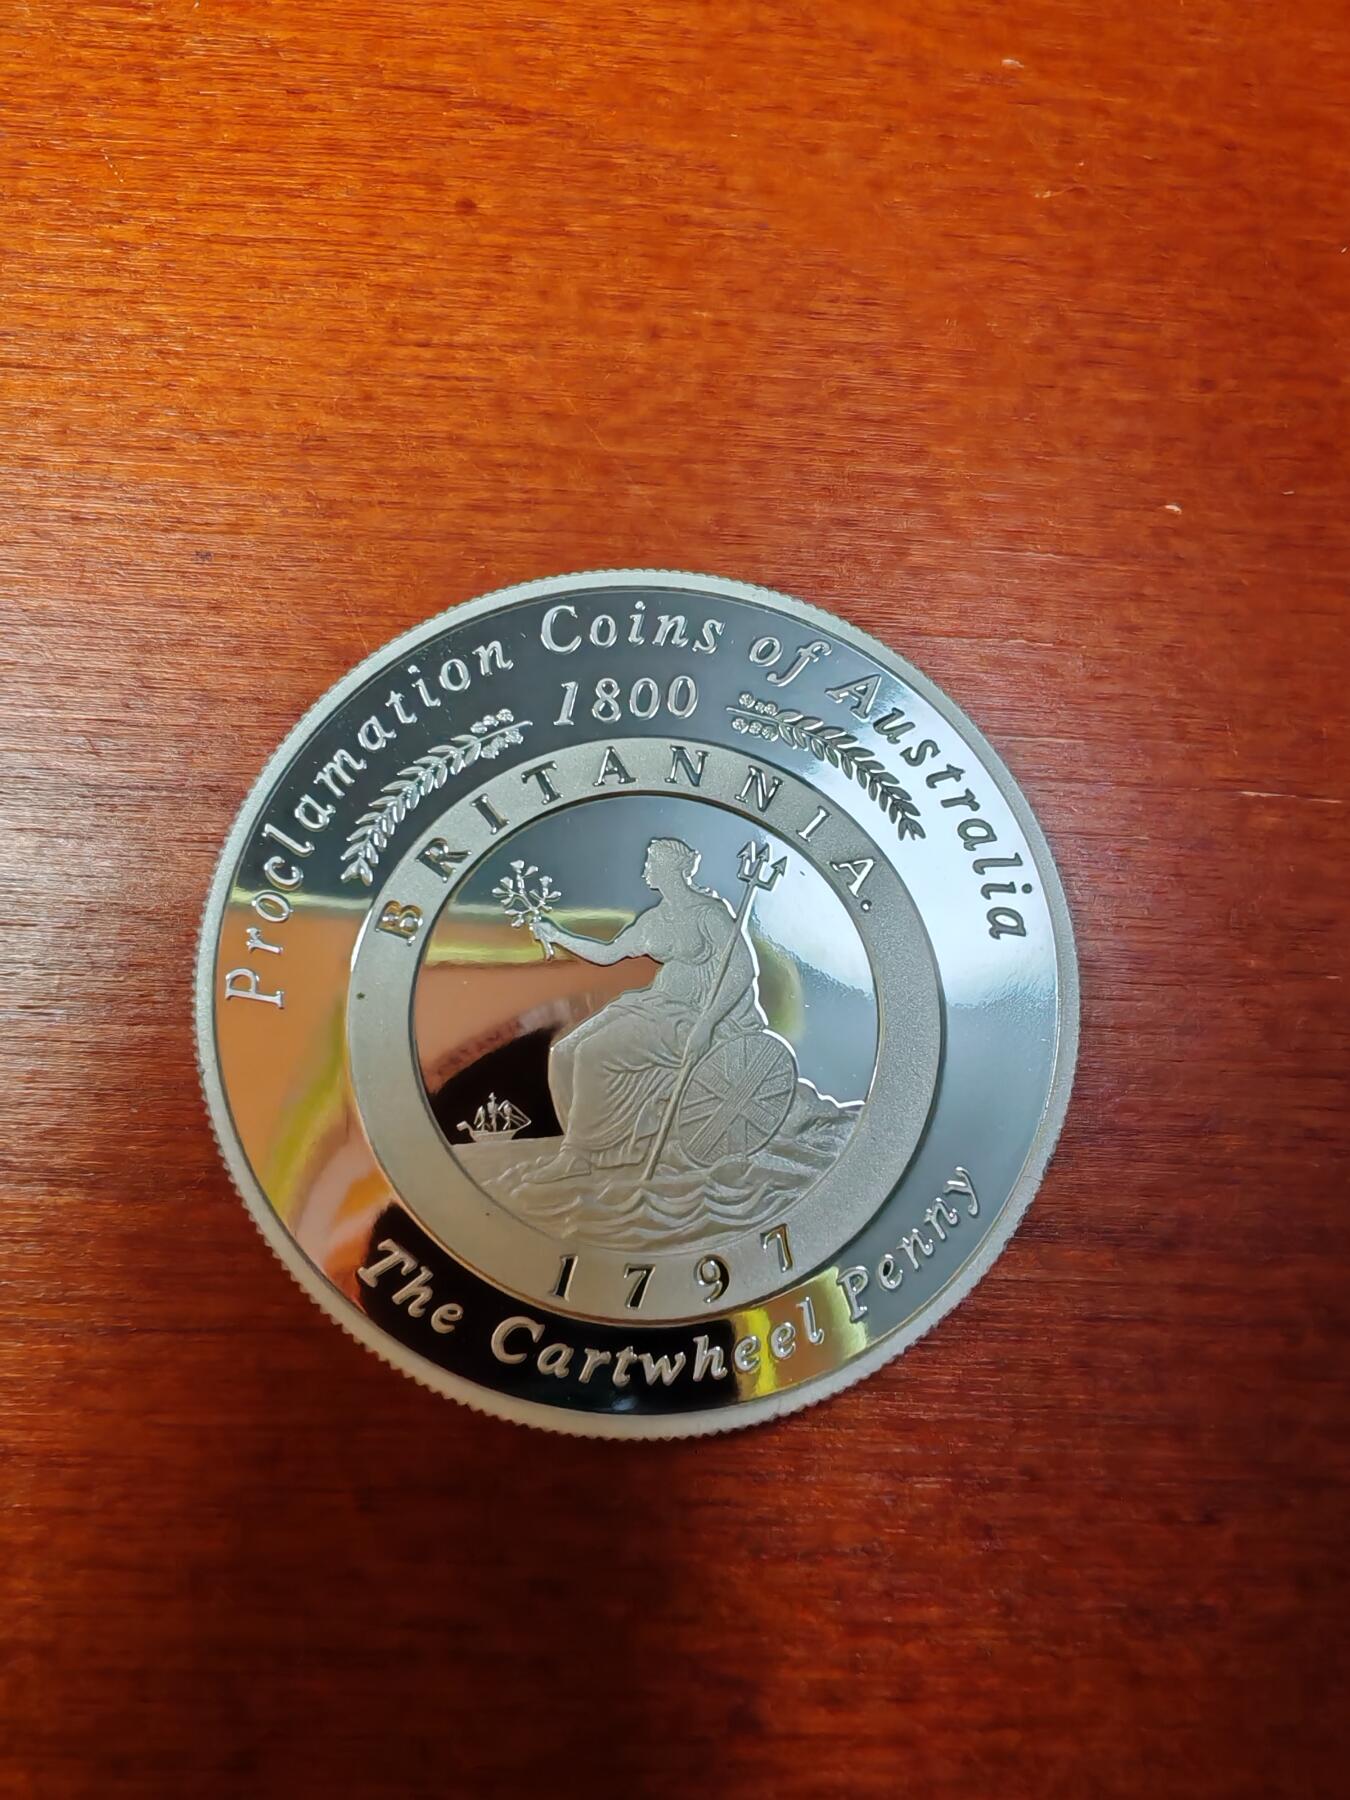 Proclamation Coins of Australia
1800
BRITANNIA.
1797
The Cartwheel Penny